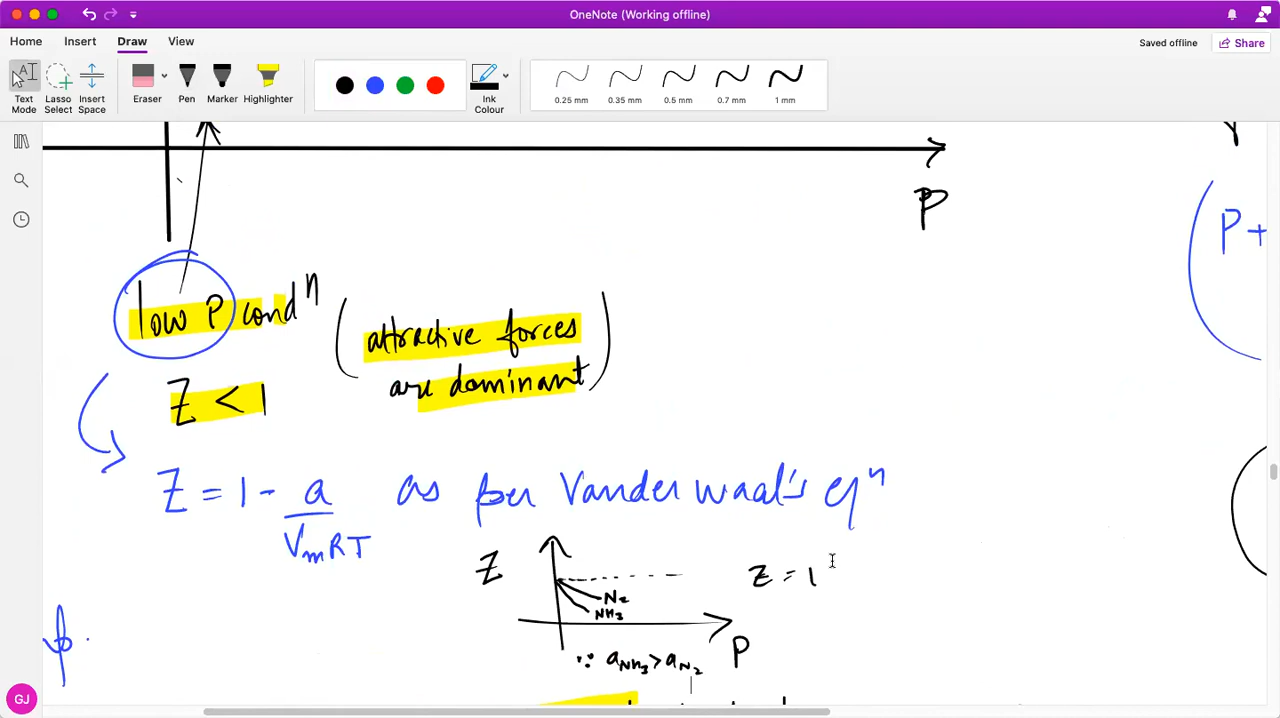 OneNote (Working offline)
Home Insert Draw View
Saved offline
Share
Text Mode
Lasso Select
Insert Space
Eraser
Pen
Marker
Highlighter
Ink Colour
0.25 mm
0.35 mm
0.5 mm
0.7 mm
1 mm
P
(P+
low P condⁿ (attractive forces
are dominant)
Z < 1
Z = 1 - a/VmRT as per Vander waal's eqⁿ
Z
Z = 1
N2
NH3
P
∵ aNH3 > aN2
GJ